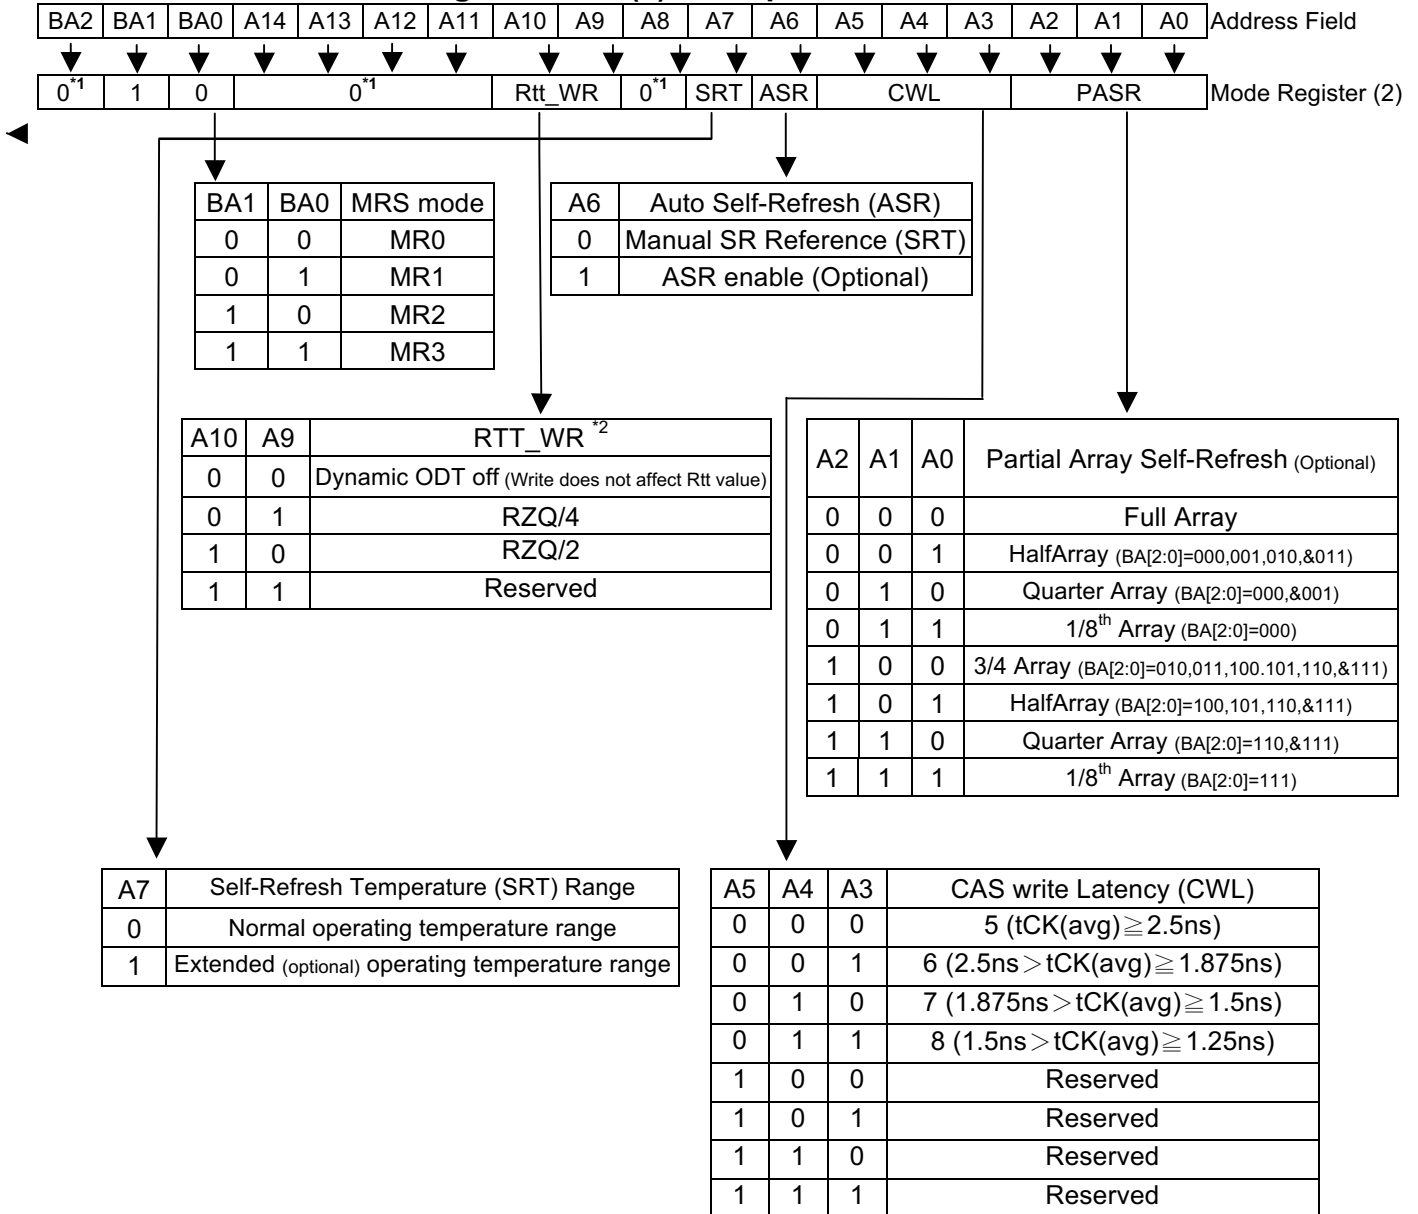 BA2 BA1 BA0 A14 A13 A12 A11 A10 A9 A8 A7 A6 A5 A4 A3 A2 A1 A0 Address Field
0*1 1 0 0*1 Rtt_WR 0*1 SRT ASR CWL PASR Mode Register (2)
BA1 BA0 MRS mode
0 0 MR0
0 1 MR1
1 0 MR2
1 1 MR3
A6 Auto Self-Refresh (ASR)
0 Manual SR Reference (SRT)
1 ASR enable (Optional)
A10 A9 RTT_WR *2
0 0 Dynamic ODT off (Write does not affect Rtt value)
0 1 RZQ/4
1 0 RZQ/2
1 1 Reserved
A2 A1 A0 Partial Array Self-Refresh (Optional)
0 0 0 Full Array
0 0 1 HalfArray (BA[2:0]=000,001,010,&011)
0 1 0 Quarter Array (BA[2:0]=000,&001)
0 1 1 1/8th Array (BA[2:0]=000)
1 0 0 3/4 Array (BA[2:0]=010,011,100.101,110,&111)
1 0 1 HalfArray (BA[2:0]=100,101,110,&111)
1 1 0 Quarter Array (BA[2:0]=110,&111)
1 1 1 1/8th Array (BA[2:0]=111)
A7 Self-Refresh Temperature (SRT) Range
0 Normal operating temperature range
1 Extended (optional) operating temperature range
A5 A4 A3 CAS write Latency (CWL)
0 0 0 5 (tCK(avg)≧2.5ns)
0 0 1 6 (2.5ns>tCK(avg)≧1.875ns)
0 1 0 7 (1.875ns>tCK(avg)≧1.5ns)
0 1 1 8 (1.5ns>tCK(avg)≧1.25ns)
1 0 0 Reserved
1 0 1 Reserved
1 1 0 Reserved
1 1 1 Reserved